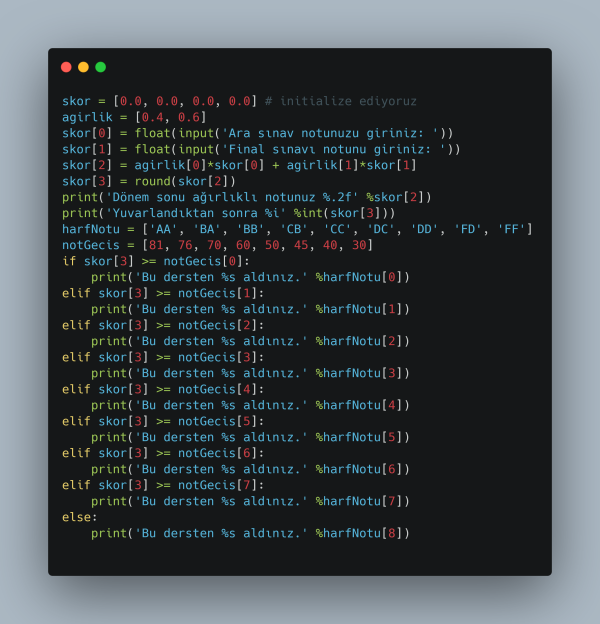 skor = [0.0, 0.0, 0.0, 0.0] # initialize ediyoruz
agirlik = [0.4, 0.6]
skor[0] = float(input('Ara sınav notunuzu giriniz: '))
skor[1] = float(input('Final sınavı notunu giriniz: '))
skor[2] = agirlik[0]*skor[0] + agirlik[1]*skor[1]
skor[3] = round(skor[2])
print('Dönem sonu ağırlıklı notunuz %.2f' %skor[2])
print('Yuvarlandıktan sonra %i' %int(skor[3]))
harfNotu = ['AA', 'BA', 'BB', 'CB', 'CC', 'DC', 'DD', 'FD', 'FF']
notGecis = [81, 76, 70, 60, 50, 45, 40, 30]
if skor[3] >= notGecis[0]:
    print('Bu dersten %s aldınız.' %harfNotu[0])
elif skor[3] >= notGecis[1]:
    print('Bu dersten %s aldınız.' %harfNotu[1])
elif skor[3] >= notGecis[2]:
    print('Bu dersten %s aldınız.' %harfNotu[2])
elif skor[3] >= notGecis[3]:
    print('Bu dersten %s aldınız.' %harfNotu[3])
elif skor[3] >= notGecis[4]:
    print('Bu dersten %s aldınız.' %harfNotu[4])
elif skor[3] >= notGecis[5]:
    print('Bu dersten %s aldınız.' %harfNotu[5])
elif skor[3] >= notGecis[6]:
    print('Bu dersten %s aldınız.' %harfNotu[6])
elif skor[3] >= notGecis[7]:
    print('Bu dersten %s aldınız.' %harfNotu[7])
else:
    print('Bu dersten %s aldınız.' %harfNotu[8])